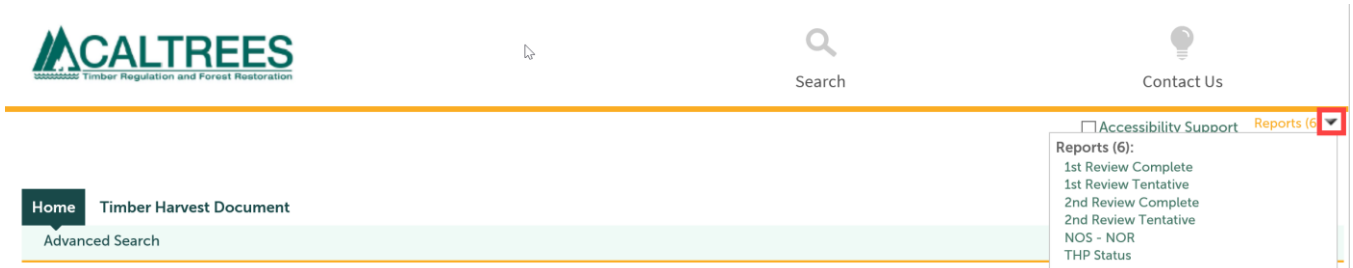 CALTREES
Timber Regulation and Forest Restoration
Search
Contact Us
Accessibility Support Reports (6
Reports (6):
1st Review Complete
1st Review Tentative
2nd Review Complete
2nd Review Tentative
NOS - NOR
THP Status
Home Timber Harvest Document
Advanced Search